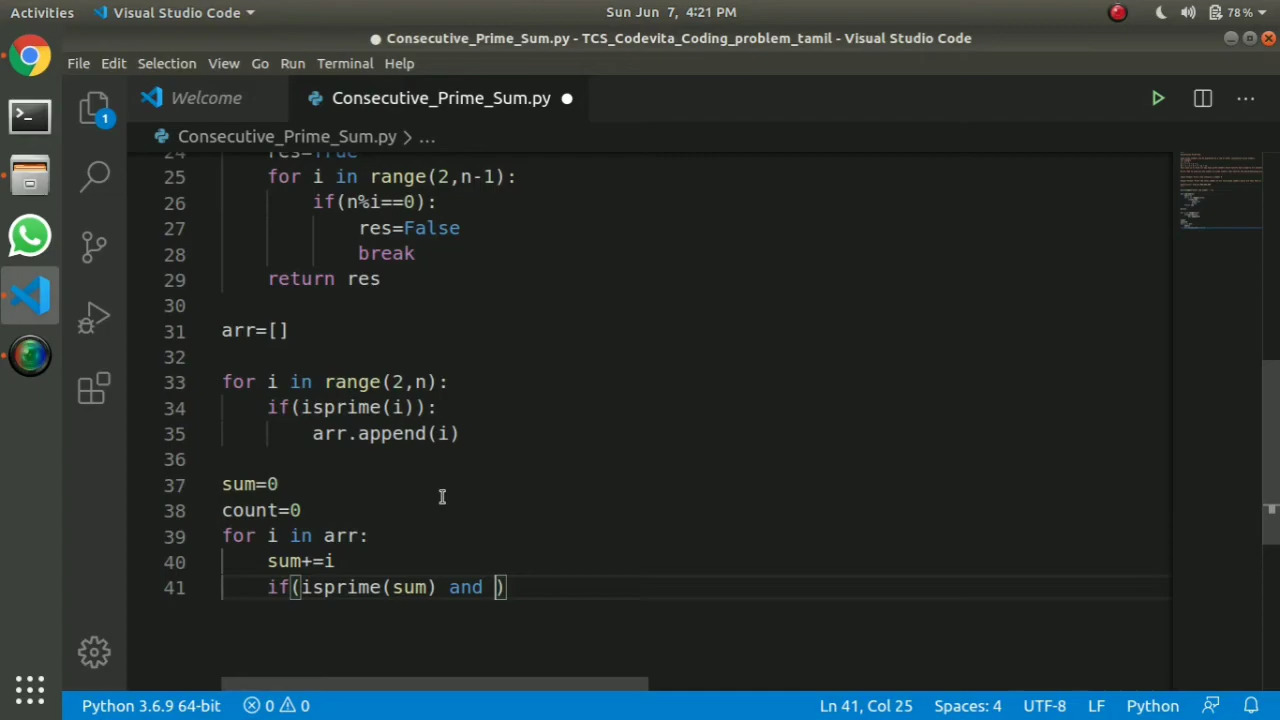 Activities Visual Studio Code Sun Jun 7, 4:21 PM 78%
Consecutive_Prime_Sum.py - TCS_Codevita_Coding_problem_tamil - Visual Studio Code
File Edit Selection View Go Run Terminal Help
Welcome Consecutive_Prime_Sum.py
Consecutive_Prime_Sum.py > ...
24 res=True
25 for i in range(2,n-1):
26 if(n%i==0):
27 res=False
28 break
29 return res
30
31 arr=[]
32
33 for i in range(2,n):
34 if(isprime(i)):
35 arr.append(i)
36
37 sum=0
38 count=0
39 for i in arr:
40 sum+=i
41 if(isprime(sum) and )
1
Python 3.6.9 64-bit 0 0 Ln 41, Col 25 Spaces: 4 UTF-8 LF Python